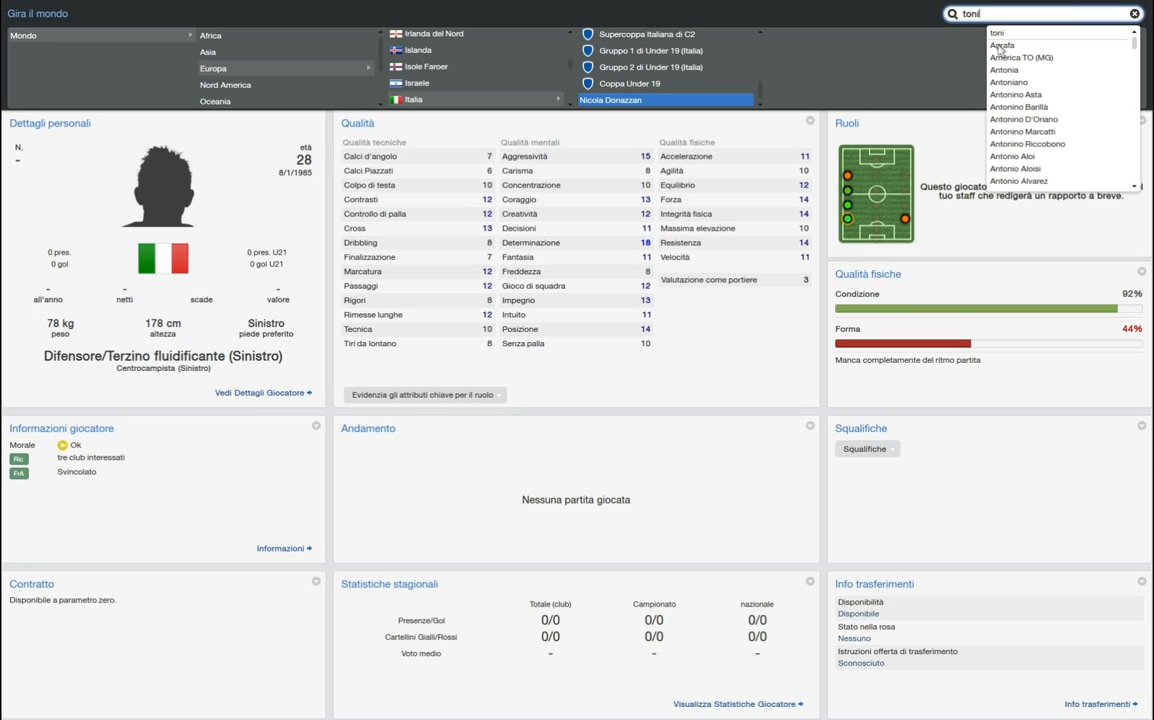 Gira il mondo
toni
Mondo
Africa
Asia
Europa
Nord America
Oceania
Irlanda del Nord
Islanda
Isole Faroer
Israele
Italia
Supercoppa Italiana di C2
Gruppo 1 di Under 19 (Italia)
Gruppo 2 di Under 19 (Italia)
Coppa Under 19
Nicola Donazzan
toni
América TO (MG)
Antonia
Antoniano
Antonino Asta
Antonino Barillà
Antonino D'Oriano
Antonino Marcatti
Antonino Riccobono
Antonio Aloi
Antonio Aloisi
Antonio Álvarez
Dettagli personali
N.
-
età
28
8/1/1985
0 pres.
0 gol
0 pres. U21
0 gol U21
-
all'anno
-
netti
scade
-
valore
78 kg
peso
178 cm
altezza
Sinistro
piede preferito
Difensore/Terzino fluidificante (Sinistro)
Centrocampista (Sinistro)
Vedi Dettagli Giocatore
Qualità
Qualità tecniche
Calci d'angolo 7
Calci Piazzati 6
Colpo di testa 10
Contrasti 12
Controllo di palla 12
Cross 13
Dribbling 8
Finalizzazione 7
Marcatura 12
Passaggi 12
Rigori 8
Rimesse lunghe 12
Tecnica 10
Tiri da lontano 8
Qualità mentali
Aggressività 15
Carisma 8
Concentrazione 10
Coraggio 13
Creatività 12
Decisioni 11
Determinazione 18
Fantasia 11
Freddezza 8
Gioco di squadra 12
Impegno 13
Intuito 11
Posizione 14
Senza palla 10
Qualità fisiche
Accelerazione 11
Agilità 10
Equilibrio 12
Forza 14
Integrità fisica 14
Massima elevazione 10
Resistenza 14
Velocità 11
Valutazione come portiere 3
Evidenzia gli attributi chiave per il ruolo
Ruoli
Questo giocato
tuo staff che redigerà un rapporto a breve.
Qualità fisiche
Condizione 92%
Forma 44%
Manca completamente del ritmo partita
Informazioni giocatore
Morale Ok
Ric tre club interessati
FrA Svincolato
Informazioni
Andamento
Nessuna partita giocata
Squalifiche
Squalifiche
Contratto
Disponibile a parametro zero.
Statistiche stagionali
Totale (club) Campionato nazionale
Presenze/Gol 0/0 0/0 0/0
Cartellini Gialli/Rossi 0/0 0/0 0/0
Voto medio - - -
Visualizza Statistiche Giocatore
Info trasferimenti
Disponibilità
Disponibile
Stato nella rosa
Nessuno
Istruzioni offerta di trasferimento
Sconosciuto
Info trasferimenti